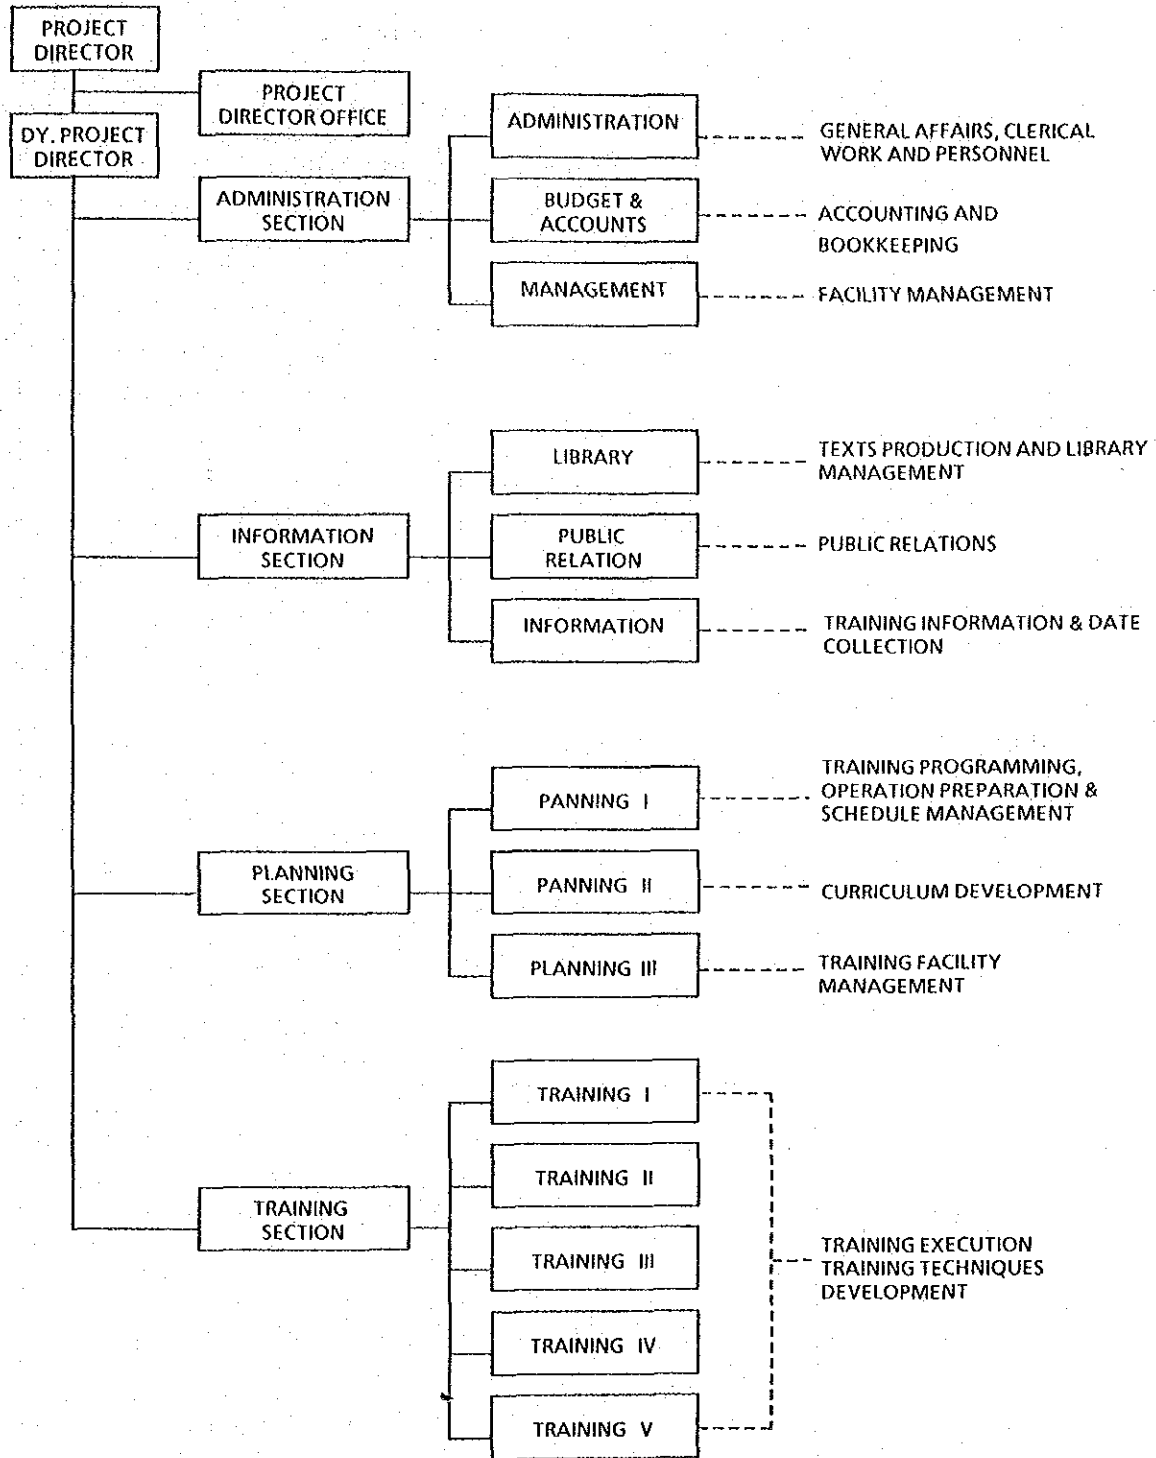 PROJECT
DIRECTOR
PROJECT
DIRECTOR OFFICE
DY. PROJECT
DIRECTOR
ADMINISTRATION
SECTION
ADMINISTRATION
GENERAL AFFAIRS, CLERICAL
WORK AND PERSONNEL
BUDGET &
ACCOUNTS
ACCOUNTING AND
BOOKKEEPING
MANAGEMENT
FACILITY MANAGEMENT
INFORMATION
SECTION
LIBRARY
TEXTS PRODUCTION AND LIBRARY
MANAGEMENT
PUBLIC
RELATION
PUBLIC RELATIONS
INFORMATION
TRAINING INFORMATION & DATE
COLLECTION
PLANNING
SECTION
PANNING I
TRAINING PROGRAMMING,
OPERATION PREPARATION &
SCHEDULE MANAGEMENT
PANNING II
CURRICULUM DEVELOPMENT
PLANNING III
TRAINING FACILITY
MANAGEMENT
TRAINING
SECTION
TRAINING I
TRAINING II
TRAINING III
TRAINING IV
TRAINING V
TRAINING EXECUTION
TRAINING TECHNIQUES
DEVELOPMENT